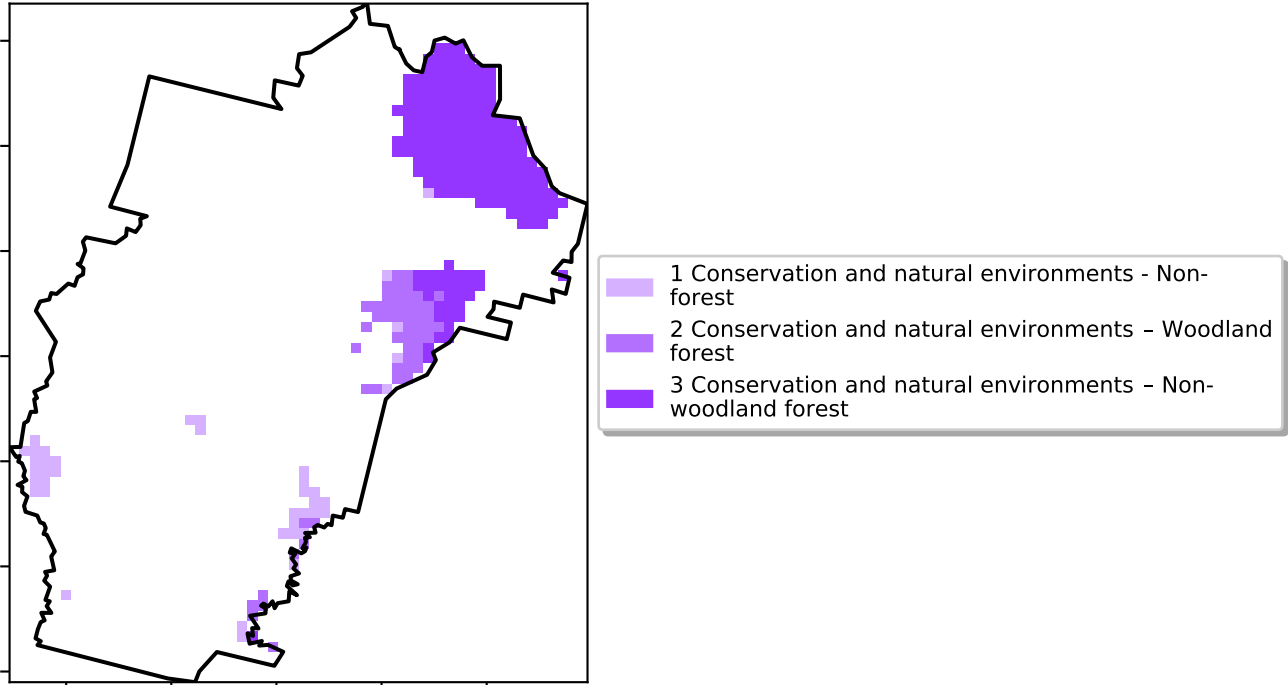 1 Conservation and natural environments - Non-
forest
2 Conservation and natural environments – Woodland
forest
3 Conservation and natural environments – Non-
woodland forest